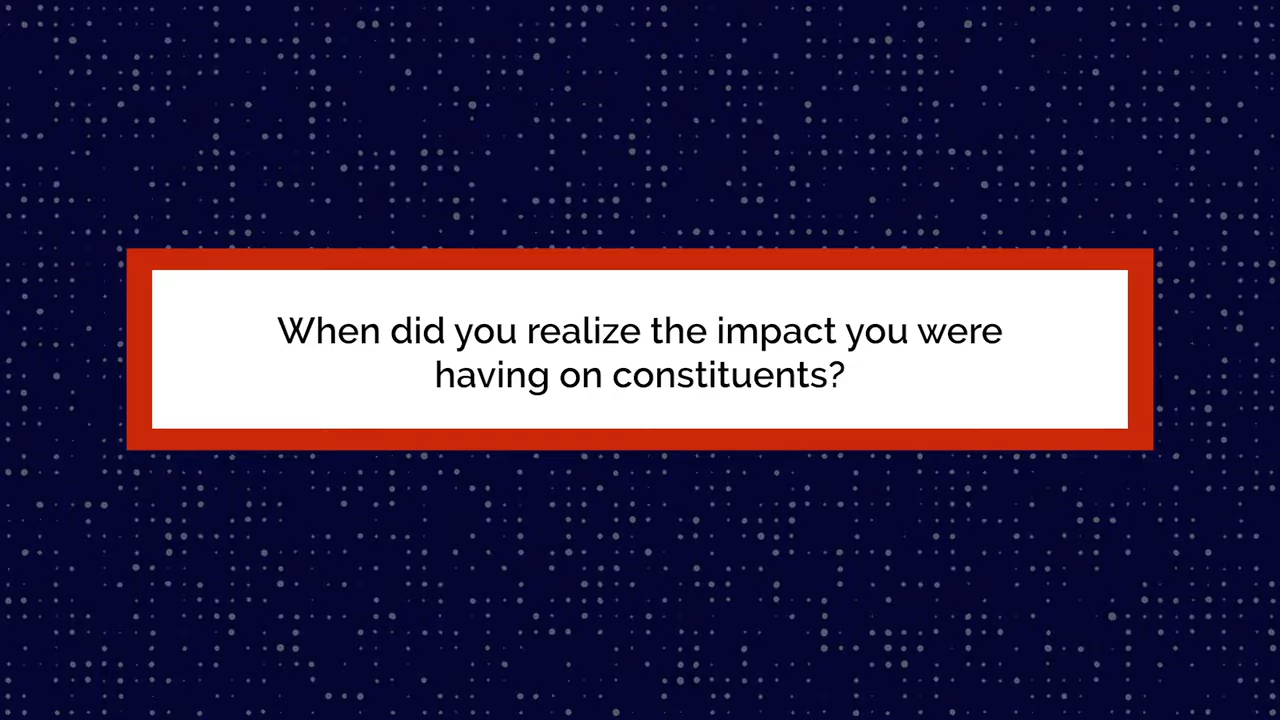 When did you realize the impact you were
having on constituents?